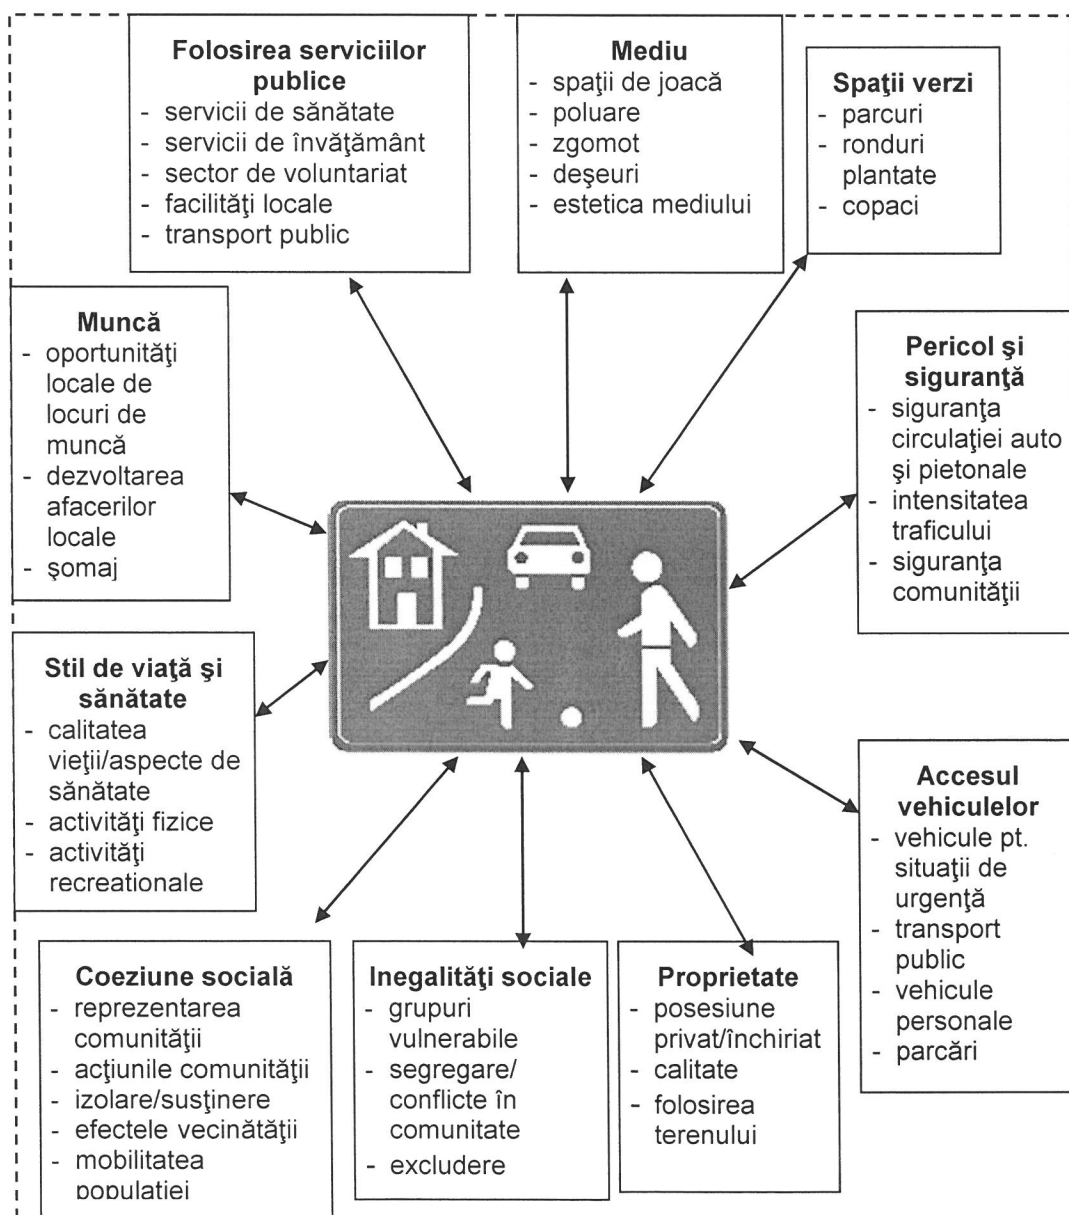 Folosirea serviciilor
publice
- servicii de sănătate
- servicii de învăţământ
- sector de voluntariat
- facilităţi locale
- transport public
Mediu
- spaţii de joacă
- poluare
- zgomot
- deşeuri
- estetica mediului
Spaţii verzi
- parcuri
- ronduri
plantate
- copaci
Muncă
- oportunităţi
locale de
locuri de
muncă
- dezvoltarea
afacerilor
locale
- şomaj
Pericol şi
siguranţă
- siguranţa
circulaţiei auto
şi pietonale
- intensitatea
traficului
- siguranţa
comunităţii
Stil de viaţă şi
sănătate
- calitatea
vieţii/aspecte de
sănătate
- activităţi fizice
- activităţi
recreationale
Accesul
vehiculelor
- vehicule pt.
situaţii de
urgenţă
- transport
public
- vehicule
personale
- parcări
Coeziune socială
- reprezentarea
comunităţii
- acţiunile comunităţii
- izolare/susţinere
- efectele vecinătăţii
- mobilitatea
populaţiei
Inegalităţi sociale
- grupuri
vulnerabile
- segregare/
conflicte în
comunitate
- excludere
Proprietate
- posesiune
privat/închiriat
- calitate
- folosirea
terenului